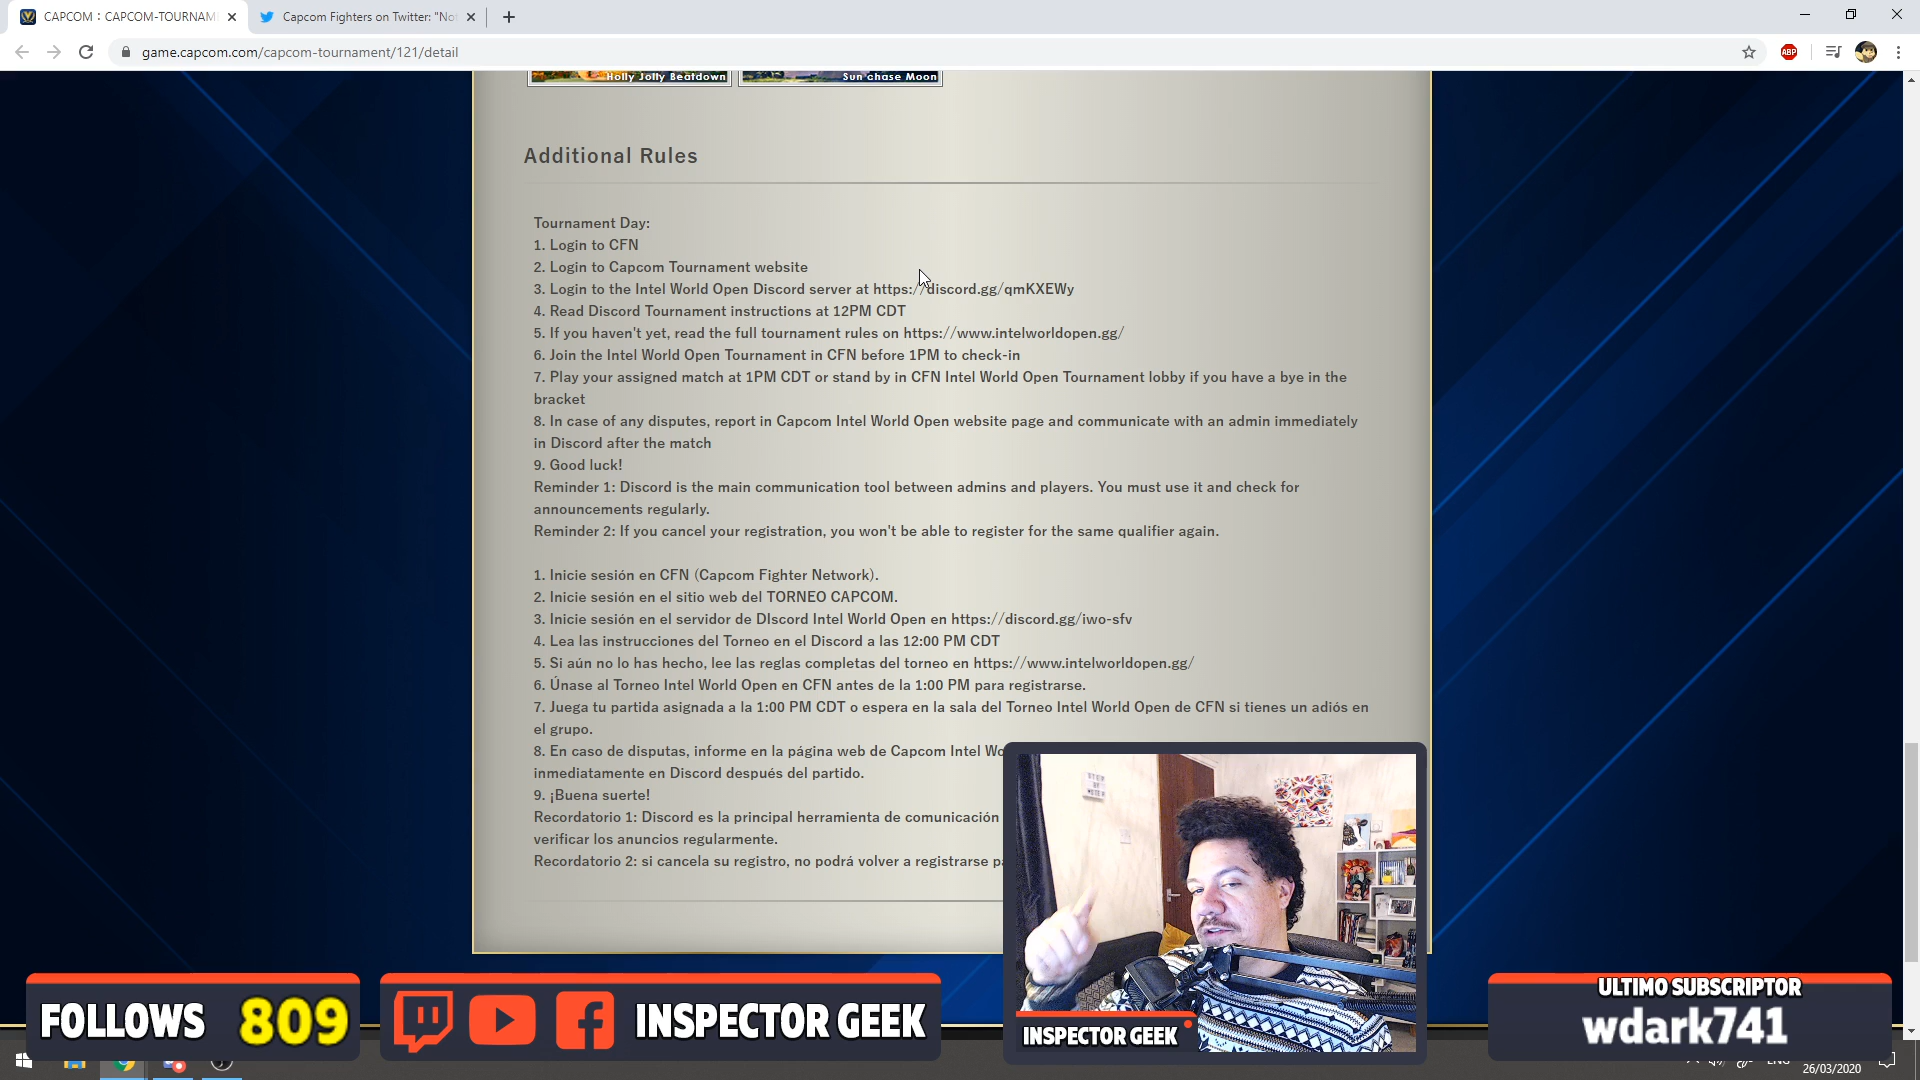 CAPCOM : CAPCOM-TOURNAM
Capcom Fighters on Twitter: "No
game.capcom.com/capcom-tournament/121/detail
ABP
Holly Jolly Beatdown
Sun chase Moon
Additional Rules
Tournament Day:
1. Login to CFN
2. Login to Capcom Tournament website
3. Login to the Intel World Open Discord server at https://discord.gg/qmKXEWy
4. Read Discord Tournament instructions at 12PM CDT
5. If you haven't yet, read the full tournament rules on https://www.intelworldopen.gg/
6. Join the Intel World Open Tournament in CFN before 1PM to check-in
7. Play your assigned match at 1PM CDT or stand by in CFN Intel World Open Tournament lobby if you have a bye in the
bracket
8. In case of any disputes, report in Capcom Intel World Open website page and communicate with an admin immediately
in Discord after the match
9. Good luck!
Reminder 1: Discord is the main communication tool between admins and players. You must use it and check for
announcements regularly.
Reminder 2: If you cancel your registration, you won't be able to register for the same qualifier again.
1. Inicie sesión en CFN (Capcom Fighter Network).
2. Inicie sesión en el sitio web del TORNEO CAPCOM.
3. Inicie sesión en el servidor de DIscord Intel World Open en https://discord.gg/iwo-sfv
4. Lea las instrucciones del Torneo en el Discord a las 12:00 PM CDT
5. Si aún no lo has hecho, lee las reglas completas del torneo en https://www.intelworldopen.gg/
6. Únase al Torneo Intel World Open en CFN antes de la 1:00 PM para registrarse.
7. Juega tu partida asignada a la 1:00 PM CDT o espera en la sala del Torneo Intel World Open de CFN si tienes un adiós en
el grupo.
8. En caso de disputas, informe en la página web de Capcom Intel Wo
inmediatamente en Discord después del partido.
9. ¡Buena suerte!
Recordatorio 1: Discord es la principal herramienta de comunicación
verificar los anuncios regularmente.
Recordatorio 2: si cancela su registro, no podrá volver a registrarse pa
FOLLOWS 809
INSPECTOR GEEK
INSPECTOR GEEK
ULTIMO SUBSCRIPTOR
wdark741
ENG
26/03/2020